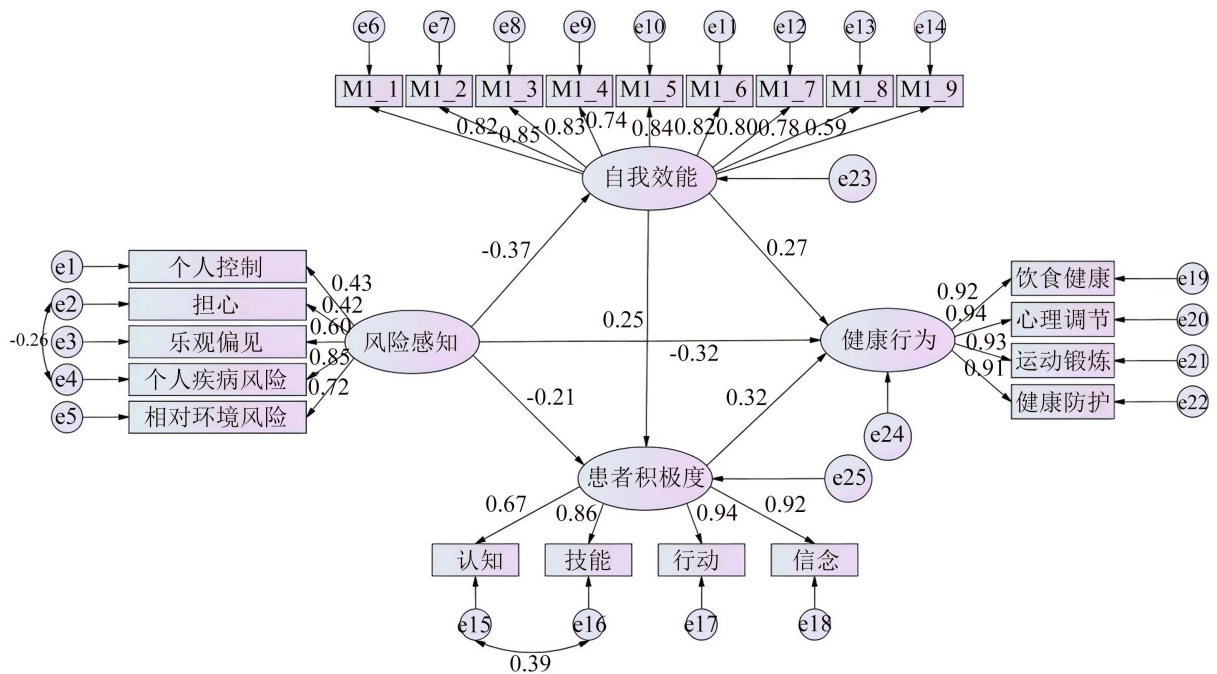 e6 e7 e8 e9 e10 e11 e12 e13 e14
M1_1 M1_2 M1_3 M1_4 M1_5 M1_6 M1_7 M1_8 M1_9
0.82 0.85 0.83 0.74 0.84 0.82 0.80 0.78 0.59
自我效能 e23
-0.37 0.27
e1 个人控制 0.43
e2 担心 0.42
e3 乐观偏见 0.60
e4 个人疾病风险 0.85
e5 相对环境风险 0.72
-0.26
风险感知
0.25
-0.32
健康行为
0.92 饮食健康 e19
0.94 心理调节 e20
0.93 运动锻炼 e21
0.91 健康防护 e22
-0.21 0.32
e24
患者积极度 e25
0.67 0.86 0.94 0.92
认知 技能 行动 信念
e15 e16 e17 e18
0.39